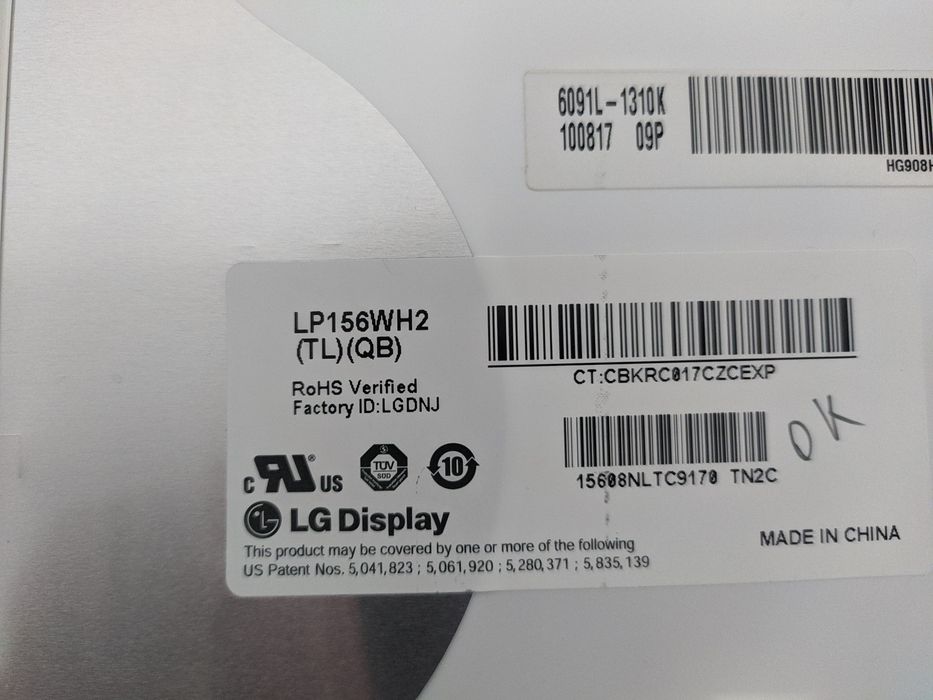 6091L-1310K
100817 09P
HG908H
LP156WH2
(TL)(QB)
RoHS Verified
Factory ID:LGDNJ
CT:CBKRC017CZCEXP
15608NLTC9170 TN2C
OK
c RU® US
TÜV
SÜD
10
LG Display
MADE IN CHINA
This product may be covered by one or more of the following
US Patent Nos. 5,041,823 ; 5,061,920 ; 5,280,371 ; 5,835,139